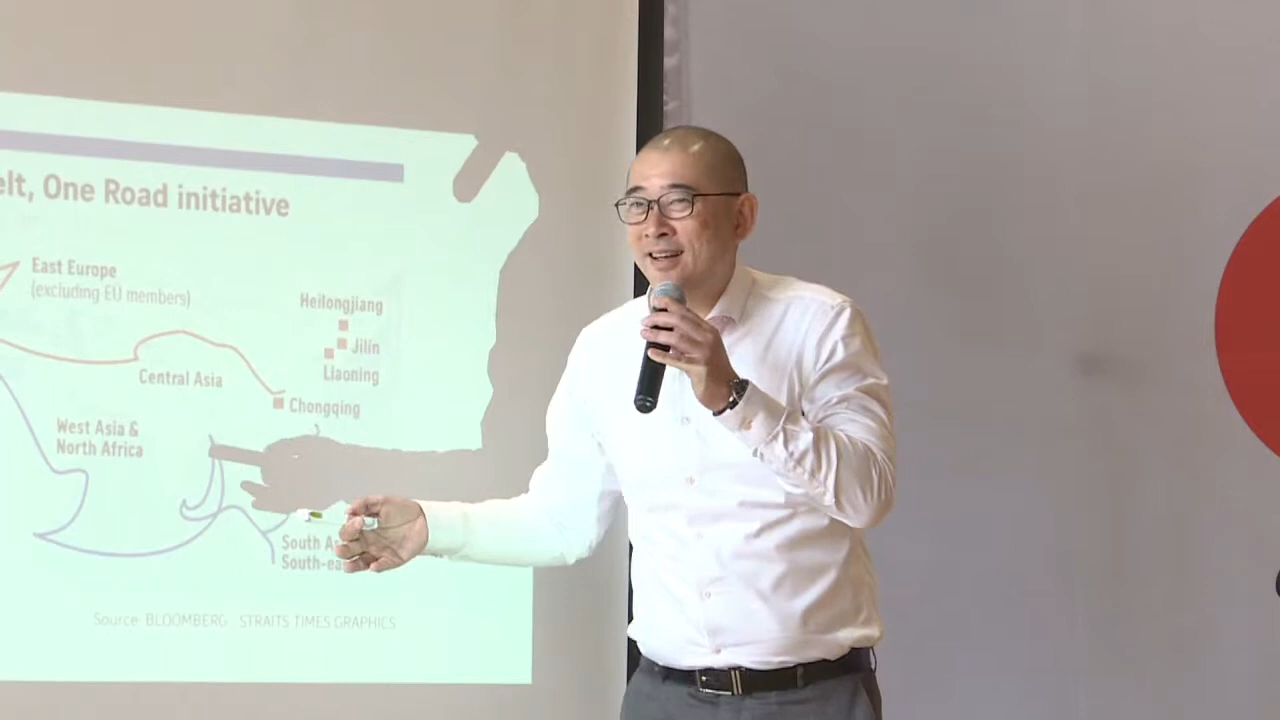 elt, One Road initiative
East Europe
(excluding EU members)
Heilongjiang
Jilin
Liaoning
Central Asia
Chongqing
West Asia &
North Africa
South A
South-ea
Source: BLOOMBERG STRAITS TIMES GRAPHICS